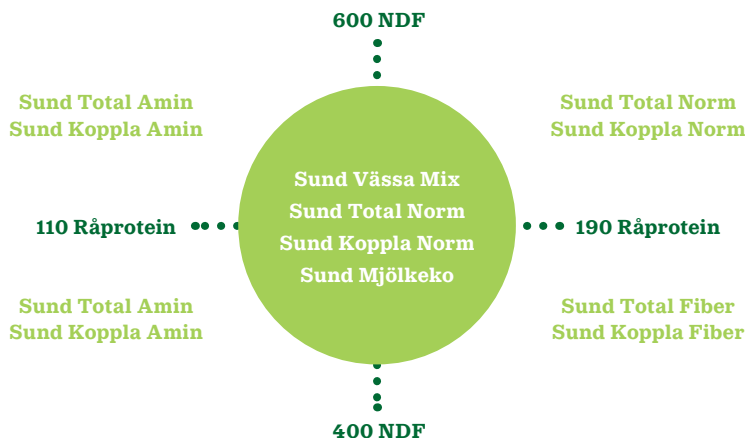 600 NDF
Sund Total Amin
Sund Koppla Amin
Sund Total Norm
Sund Koppla Norm
Sund Vässa Mix
Sund Total Norm
Sund Koppla Norm
Sund Mjölkeko
110 Råprotein
190 Råprotein
Sund Total Amin
Sund Koppla Amin
Sund Total Fiber
Sund Koppla Fiber
400 NDF